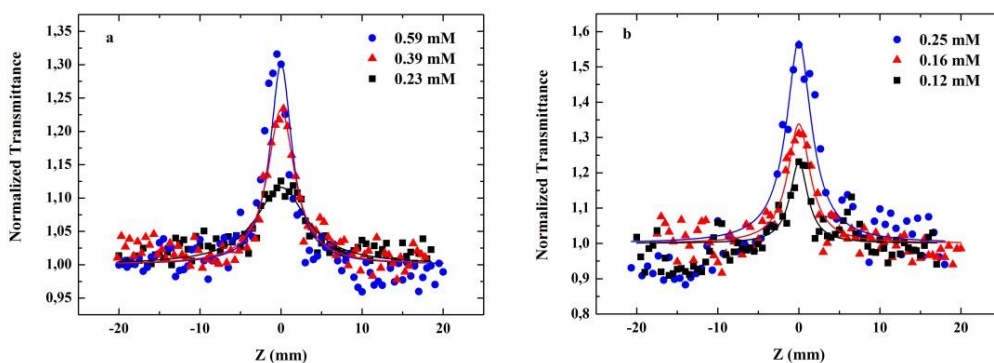 a
0.59 mM
0.39 mM
0.23 mM
1,35
1,30
1,25
1,20
1,15
1,10
1,05
1,00
0,95
Normalized Transmittance
-20
-10
0
10
20
Z (mm)
b
0.25 mM
0.16 mM
0.12 mM
1,6
1,5
1,4
1,3
1,2
1,1
1,0
0,9
0,8
Normalized Transmittance
-20
-10
0
10
20
Z (mm)